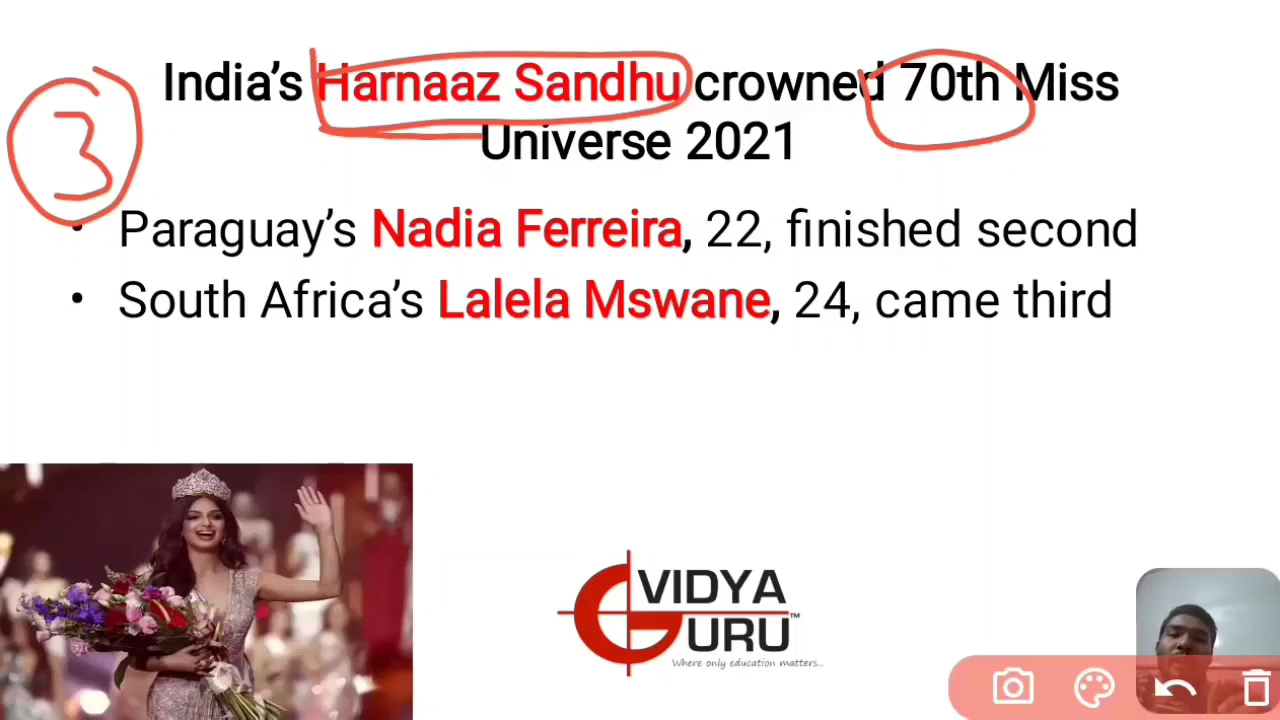 3
India’s Harnaaz Sandhu crowned 70th Miss
Universe 2021
• Paraguay’s Nadia Ferreira, 22, finished second
• South Africa’s Lalela Mswane, 24, came third
VIDYA
GURU™
Where only education matters...